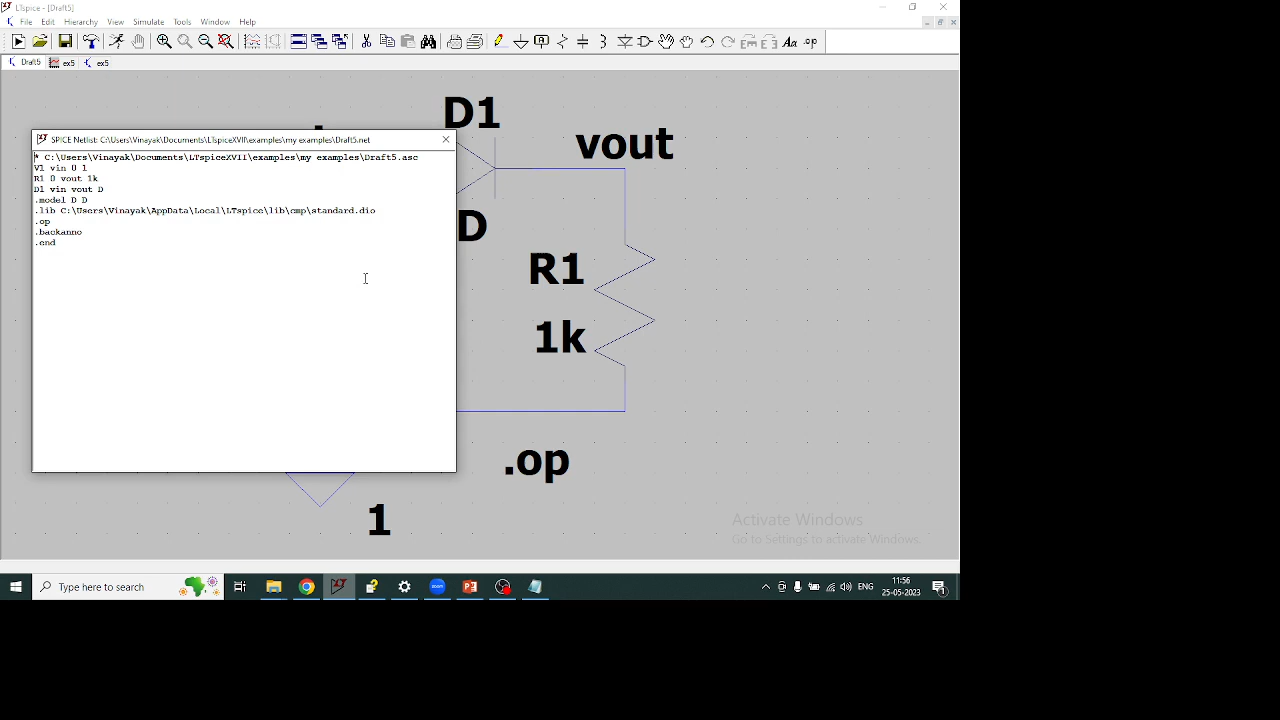 LTspice - [Draft5]
File Edit Hierarchy View Simulate Tools Window Help
Draft5 ex5 ex5
D1
vout
SPICE Netlist: C:\Users\Vinayak\Documents\LTspiceXVII\examples\my examples\Draft5.net
* C:\Users\Vinayak\Documents\LTspiceXVII\examples\my examples\Draft5.asc
V1 vin 0 1
R1 0 vout 1k
D1 vin vout D
.model D D
.lib C:\Users\Vinayak\AppData\Local\LTspice\lib\cmp\standard.dio
.op
.backanno
.end
D
R1
1k
.op
1
Activate Windows
Go to Settings to activate Windows.
Type here to search
ENG
11:56
25-05-2023